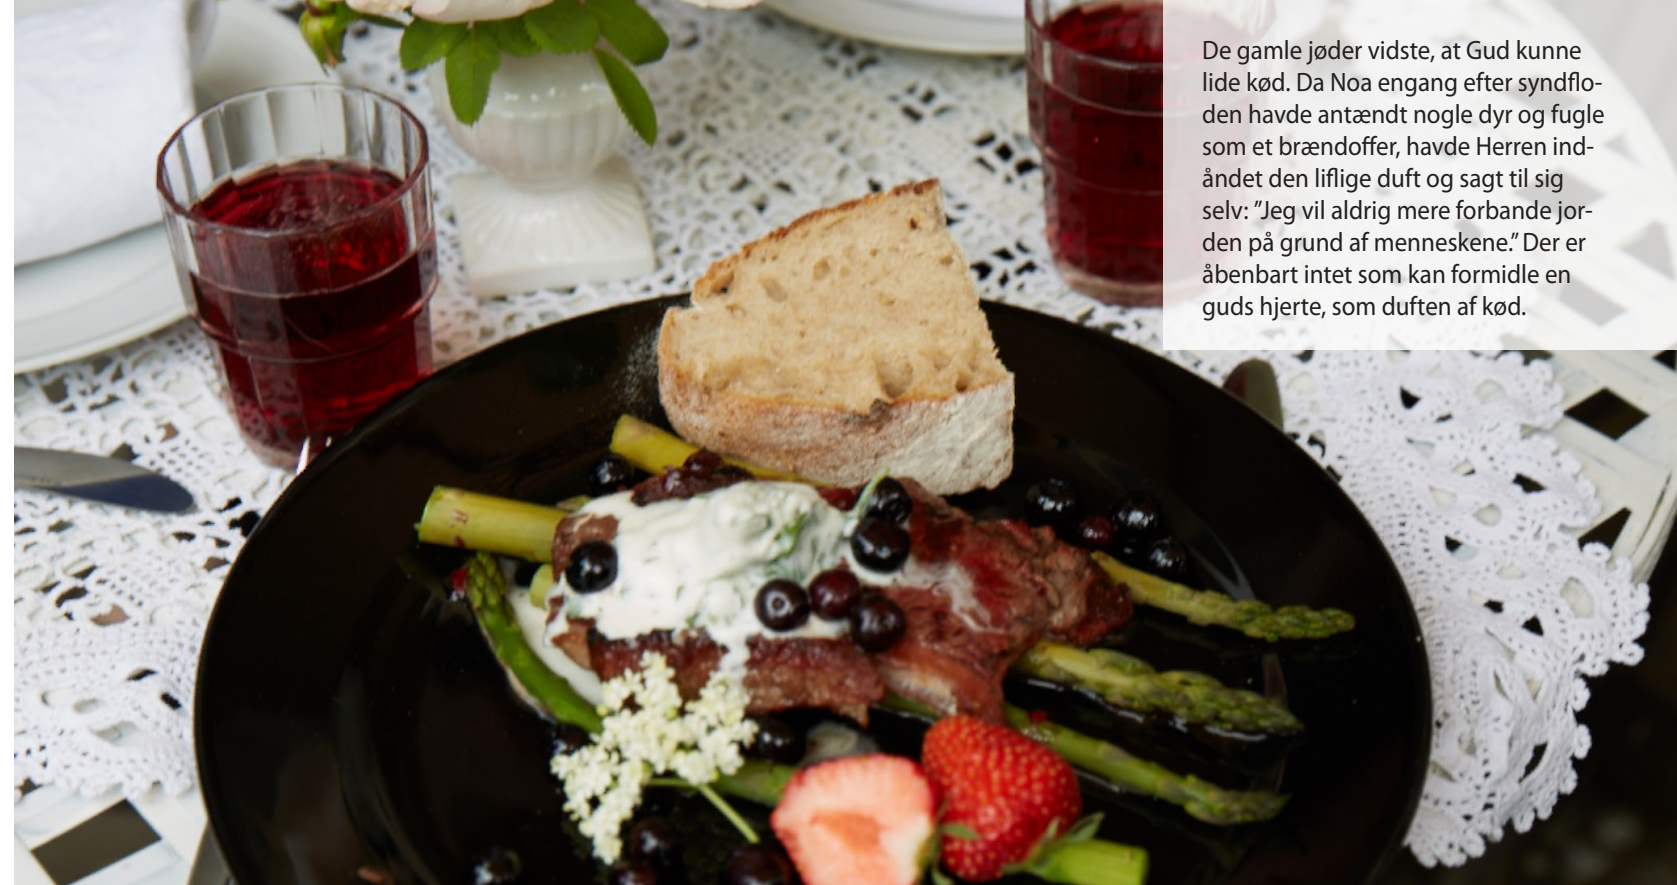 De gamle jøder vidste, at Gud kunne
lide kød. Da Noa engang efter syndflo-
den havde antændt nogle dyr og fugle
som et brændoffer, havde Herren ind-
åndet den liflige duft og sagt til sig
selv: ”Jeg vil aldrig mere forbande jor-
den på grund af menneskene.” Der er
åbenbart intet som kan formidle en
guds hjerte, som duften af kød.